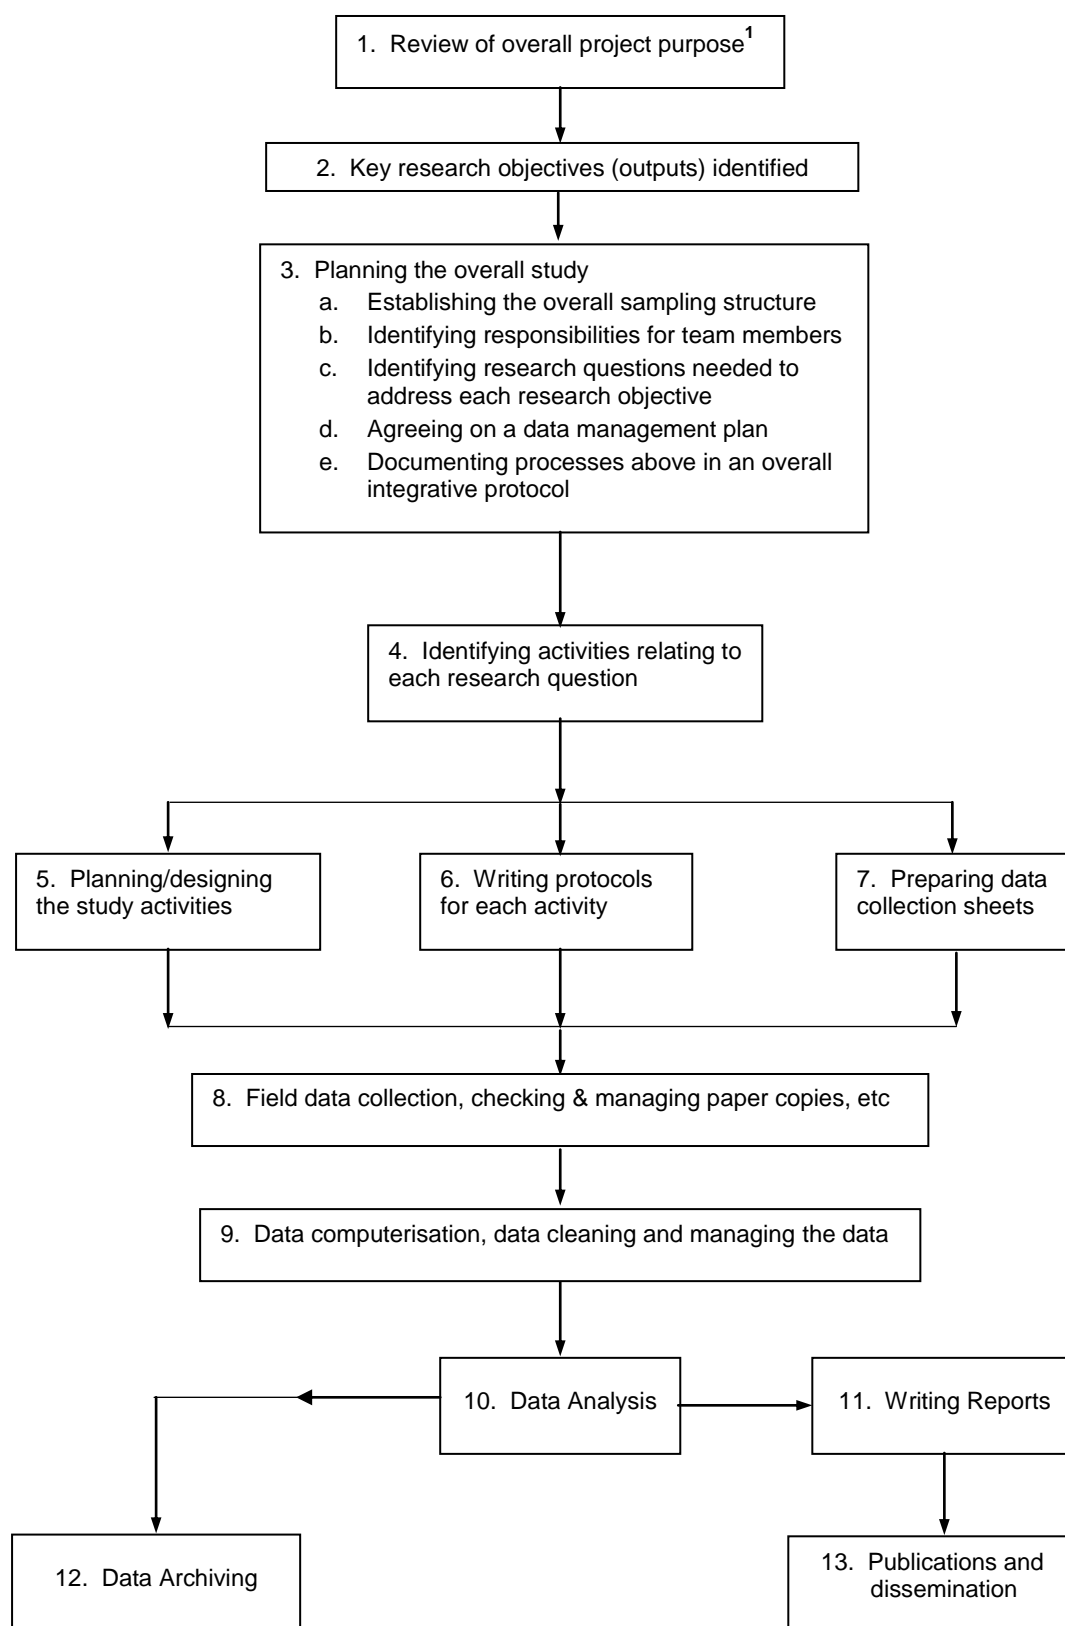 1. Review of overall project purpose1
2. Key research objectives (outputs) identified
3. Planning the overall study
a. Establishing the overall sampling structure
b. Identifying responsibilities for team members
c. Identifying research questions needed to
address each research objective
d. Agreeing on a data management plan
e. Documenting processes above in an overall
integrative protocol
4. Identifying activities relating to
each research question
5. Planning/designing
the study activities
6. Writing protocols
for each activity
7. Preparing data
collection sheets
8. Field data collection, checking & managing paper copies, etc
9. Data computerisation, data cleaning and managing the data
10. Data Analysis
11. Writing Reports
12. Data Archiving
13. Publications and
dissemination